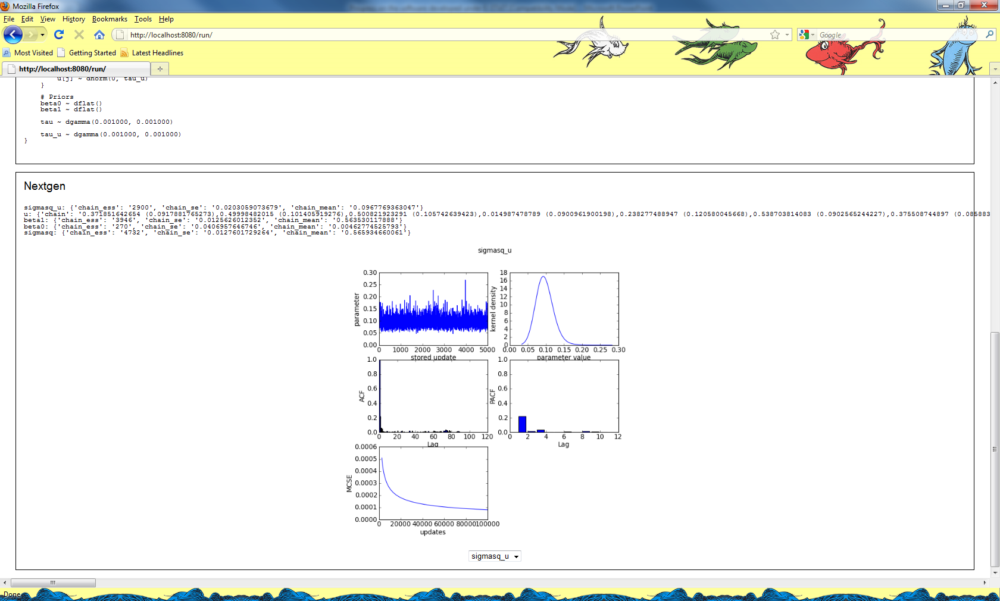 Mozilla Firefox
File Edit View History Bookmarks Tools Help
http://localhost:8080/run/
Google
Most Visited Getting Started Latest Headlines
http://localhost:8080/run/
u[j] ~ dnorm(0, tau_u)
}
# Priors
beta0 ~ dflat()
beta1 ~ dflat()
tau ~ dgamma(0.001000, 0.001000)
tau_u ~ dgamma(0.001000, 0.001000)
}
Nextgen
sigmasq_u: {'chain_ess': '2900', 'chain_se': '0.0203059073679', 'chain_mean': '0.0967769363047'}
u: {'chain': '0.371851642654 (0.0917881765273),0.49998482015 (0.101405919276),0.500821923291 (0.105742639423),0.014987478789 (0.0900961900198),0.238277488947 (0.120580045668),0.538703814083 (0.0902565244227),0.375508744897 (0.085883
beta1: {'chain_ess': '3946', 'chain_se': '0.0125626012352', 'chain_mean': '0.563530117888'}
beta0: {'chain_ess': '270', 'chain_se': '0.0406957646746', 'chain_mean': '0.00462774525793'}
sigmasq: {'chain_ess': '4732', 'chain_se': '0.0127601729264', 'chain_mean': '0.565934660061'}
sigmasq_u
parameter
0.30
0.25
0.20
0.15
0.10
0.05
0.00
0 1000 2000 3000 4000 5000
stored update
kernel density
18
16
14
12
10
8
6
4
2
0
0.00 0.05 0.10 0.15 0.20 0.25 0.30
parameter value
ACF
1.0
0.8
0.6
0.4
0.2
0.0
0 20 40 60 80 100 120
Lag
PACF
1.0
0.8
0.6
0.4
0.2
0.0
0 2 4 6 8 10 12
Lag
MCSE
0.0006
0.0005
0.0004
0.0003
0.0002
0.0001
0.0000
0 20000 40000 60000 80000 100000
updates
sigmasq_u
Done